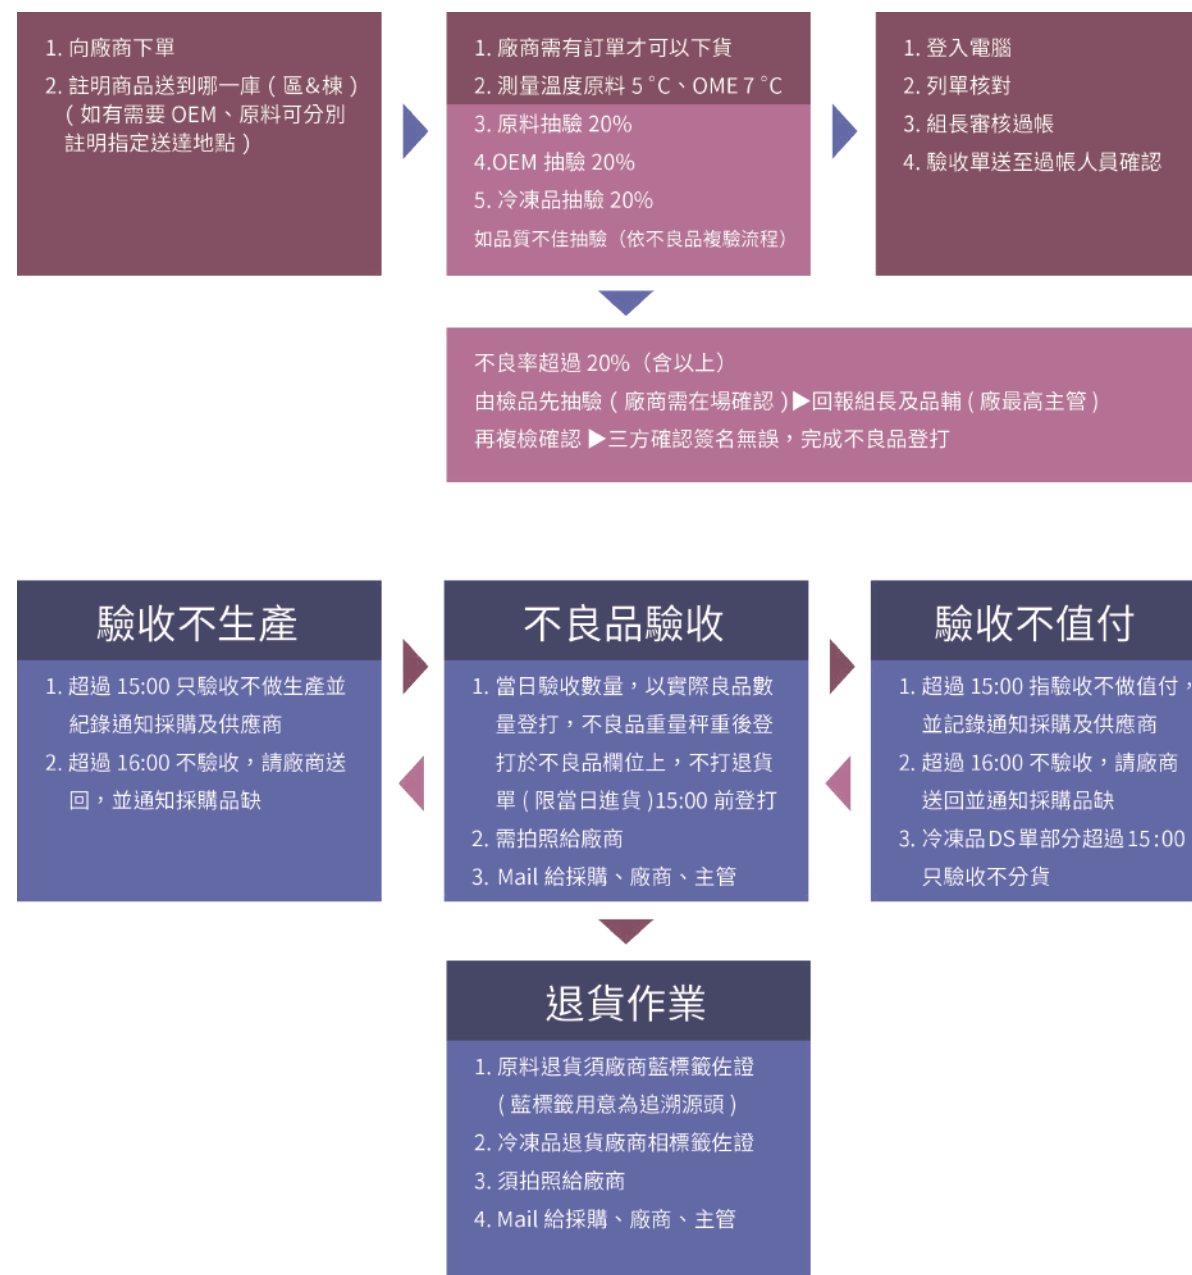 1. 向廠商下單
2. 註明商品送到哪一庫 ( 區&棟 )
( 如有需要 OEM、原料可分別
註明指定送達地點 )
1. 廠商需有訂單才可以下貨
2. 測量溫度原料 5 °C、OME 7 °C
3. 原料抽驗 20%
4.OEM 抽驗 20%
5. 冷凍品抽驗 20%
如品質不佳抽驗（依不良品複驗流程）
1. 登入電腦
2. 列單核對
3. 組長審核過帳
4. 驗收單送至過帳人員確認
不良率超過 20%（含以上）
由檢品先抽驗 ( 廠商需在場確認 )▶回報組長及品輔 ( 廠最高主管 )
再複檢確認 ▶三方確認簽名無誤，完成不良品登打
驗收不生產
1. 超過 15:00 只驗收不做生產並
紀錄通知採購及供應商
2. 超過 16:00 不驗收，請廠商送
回，並通知採購品缺
不良品驗收
1. 當日驗收數量，以實際良品數
量登打，不良品重量秤重後登
打於不良品欄位上，不打退貨
單 ( 限當日進貨 )15:00 前登打
2. 需拍照給廠商
3. Mail 給採購、廠商、主管
驗收不值付
1. 超過 15:00 指驗收不做值付，
並記錄通知採購及供應商
2. 超過 16:00 不驗收，請廠商
送回並通知採購品缺
3. 冷凍品DS單部分超過15:00
只驗收不分貨
退貨作業
1. 原料退貨須廠商藍標籤佐證
( 藍標籤用意為追溯源頭 )
2. 冷凍品退貨廠商相標籤佐證
3. 須拍照給廠商
4. Mail 給採購、廠商、主管